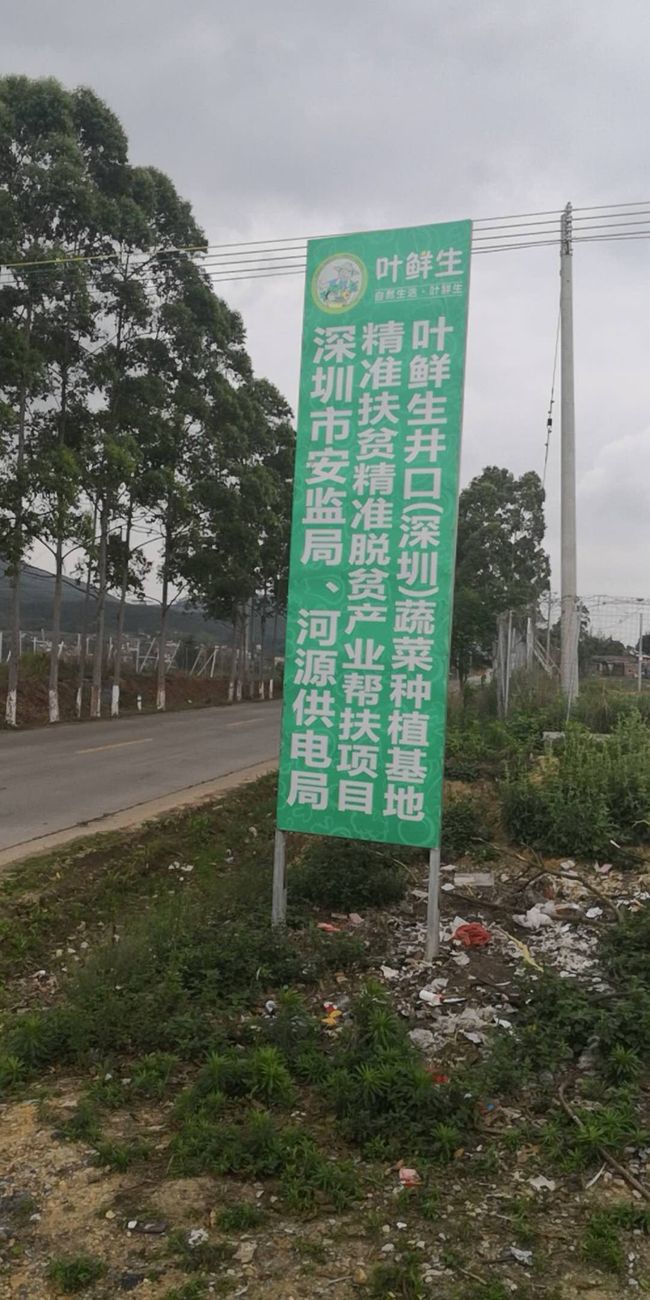 叶鲜生
自然生活·叶鲜生
叶鲜生井口(深圳)蔬菜种植基地
精准扶贫精准脱贫产业帮扶项目
深圳市安监局、河源供电局